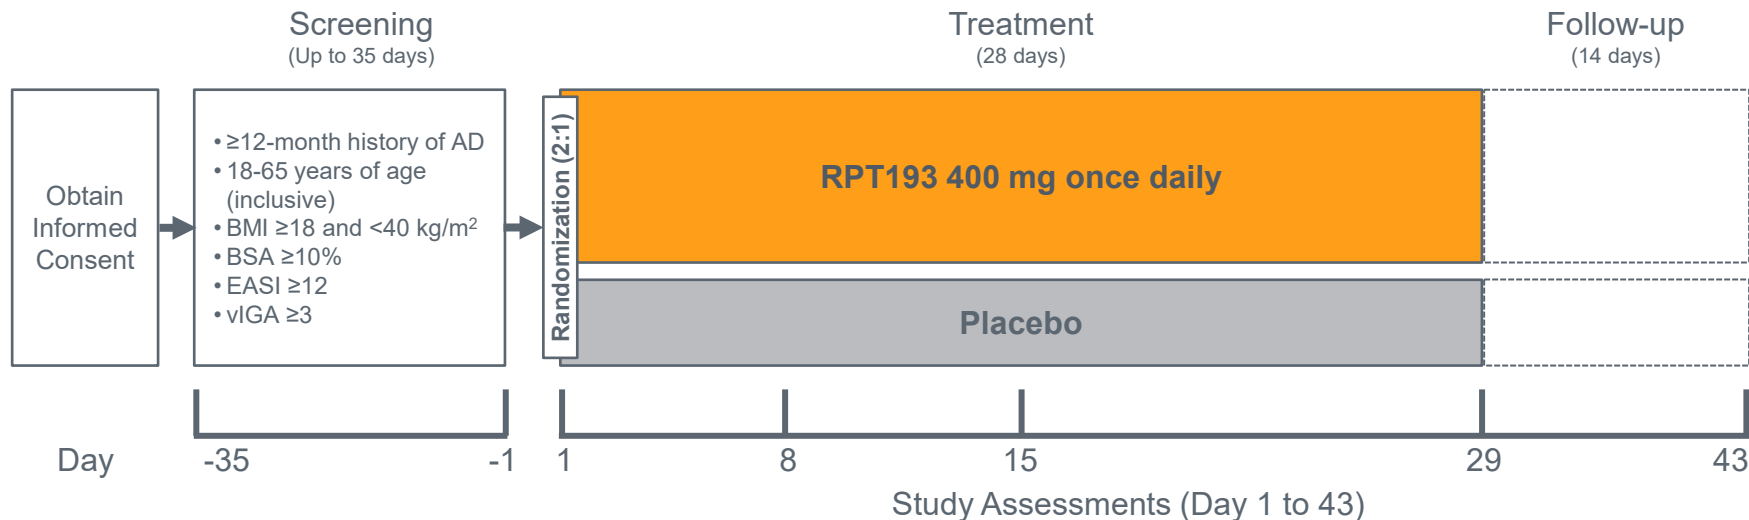 Screening
(Up to 35 days)
Treatment
(28 days)
Follow-up
(14 days)
Obtain
Informed
Consent
• ≥12-month history of AD
• 18-65 years of age
(inclusive)
• BMI ≥18 and <40 kg/m²
• BSA ≥10%
• EASI ≥12
• vIGA ≥3
Randomization (2:1)
RPT193 400 mg once daily
Placebo
Day
-35
-1
1
8
15
29
43
Study Assessments (Day 1 to 43)